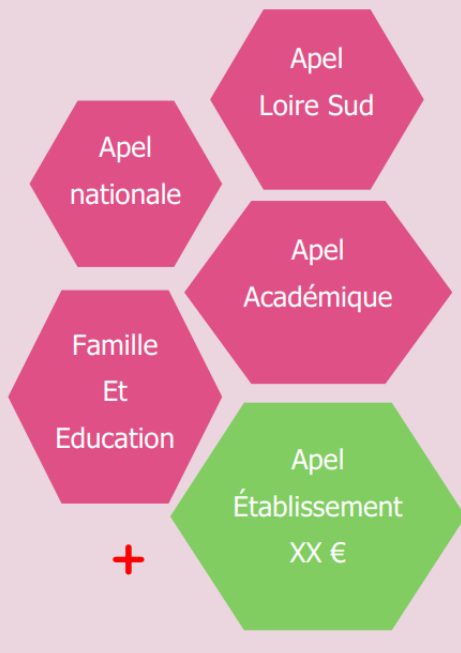 Apel
Loire Sud
Apel
nationale
Apel
Académique
Famille
Et
Education
Apel
Établissement
XX €
+